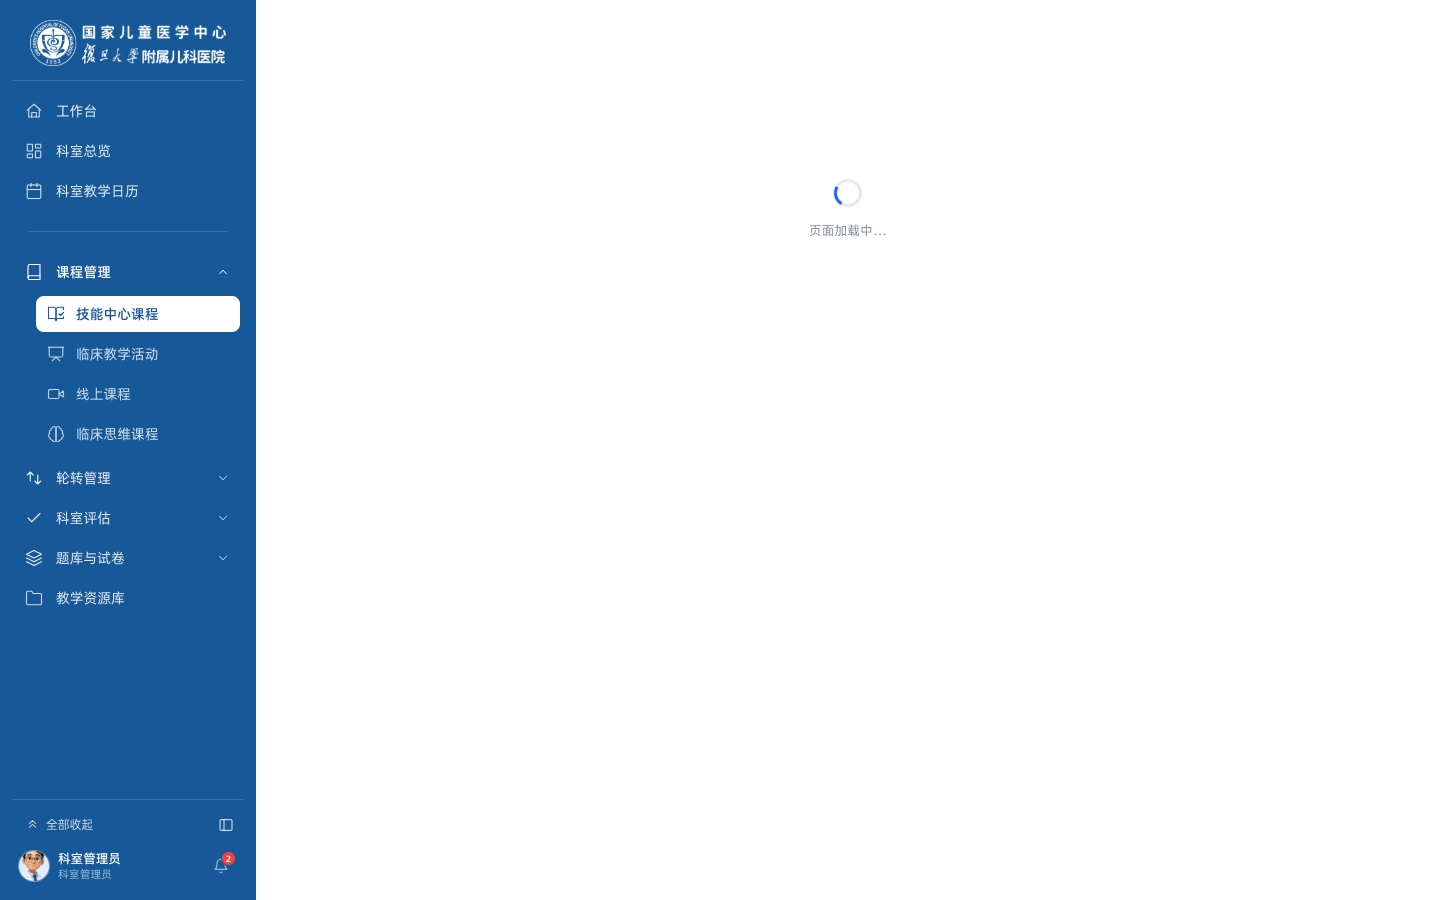 国家儿童医学中心
復旦大学附属儿科医院
1952
工作台
科室总览
科室教学日历
课程管理
技能中心课程
临床教学活动
线上课程
临床思维课程
轮转管理
科室评估
题库与试卷
教学资源库
页面加载中...
全部收起
科室管理员
科室管理员
2